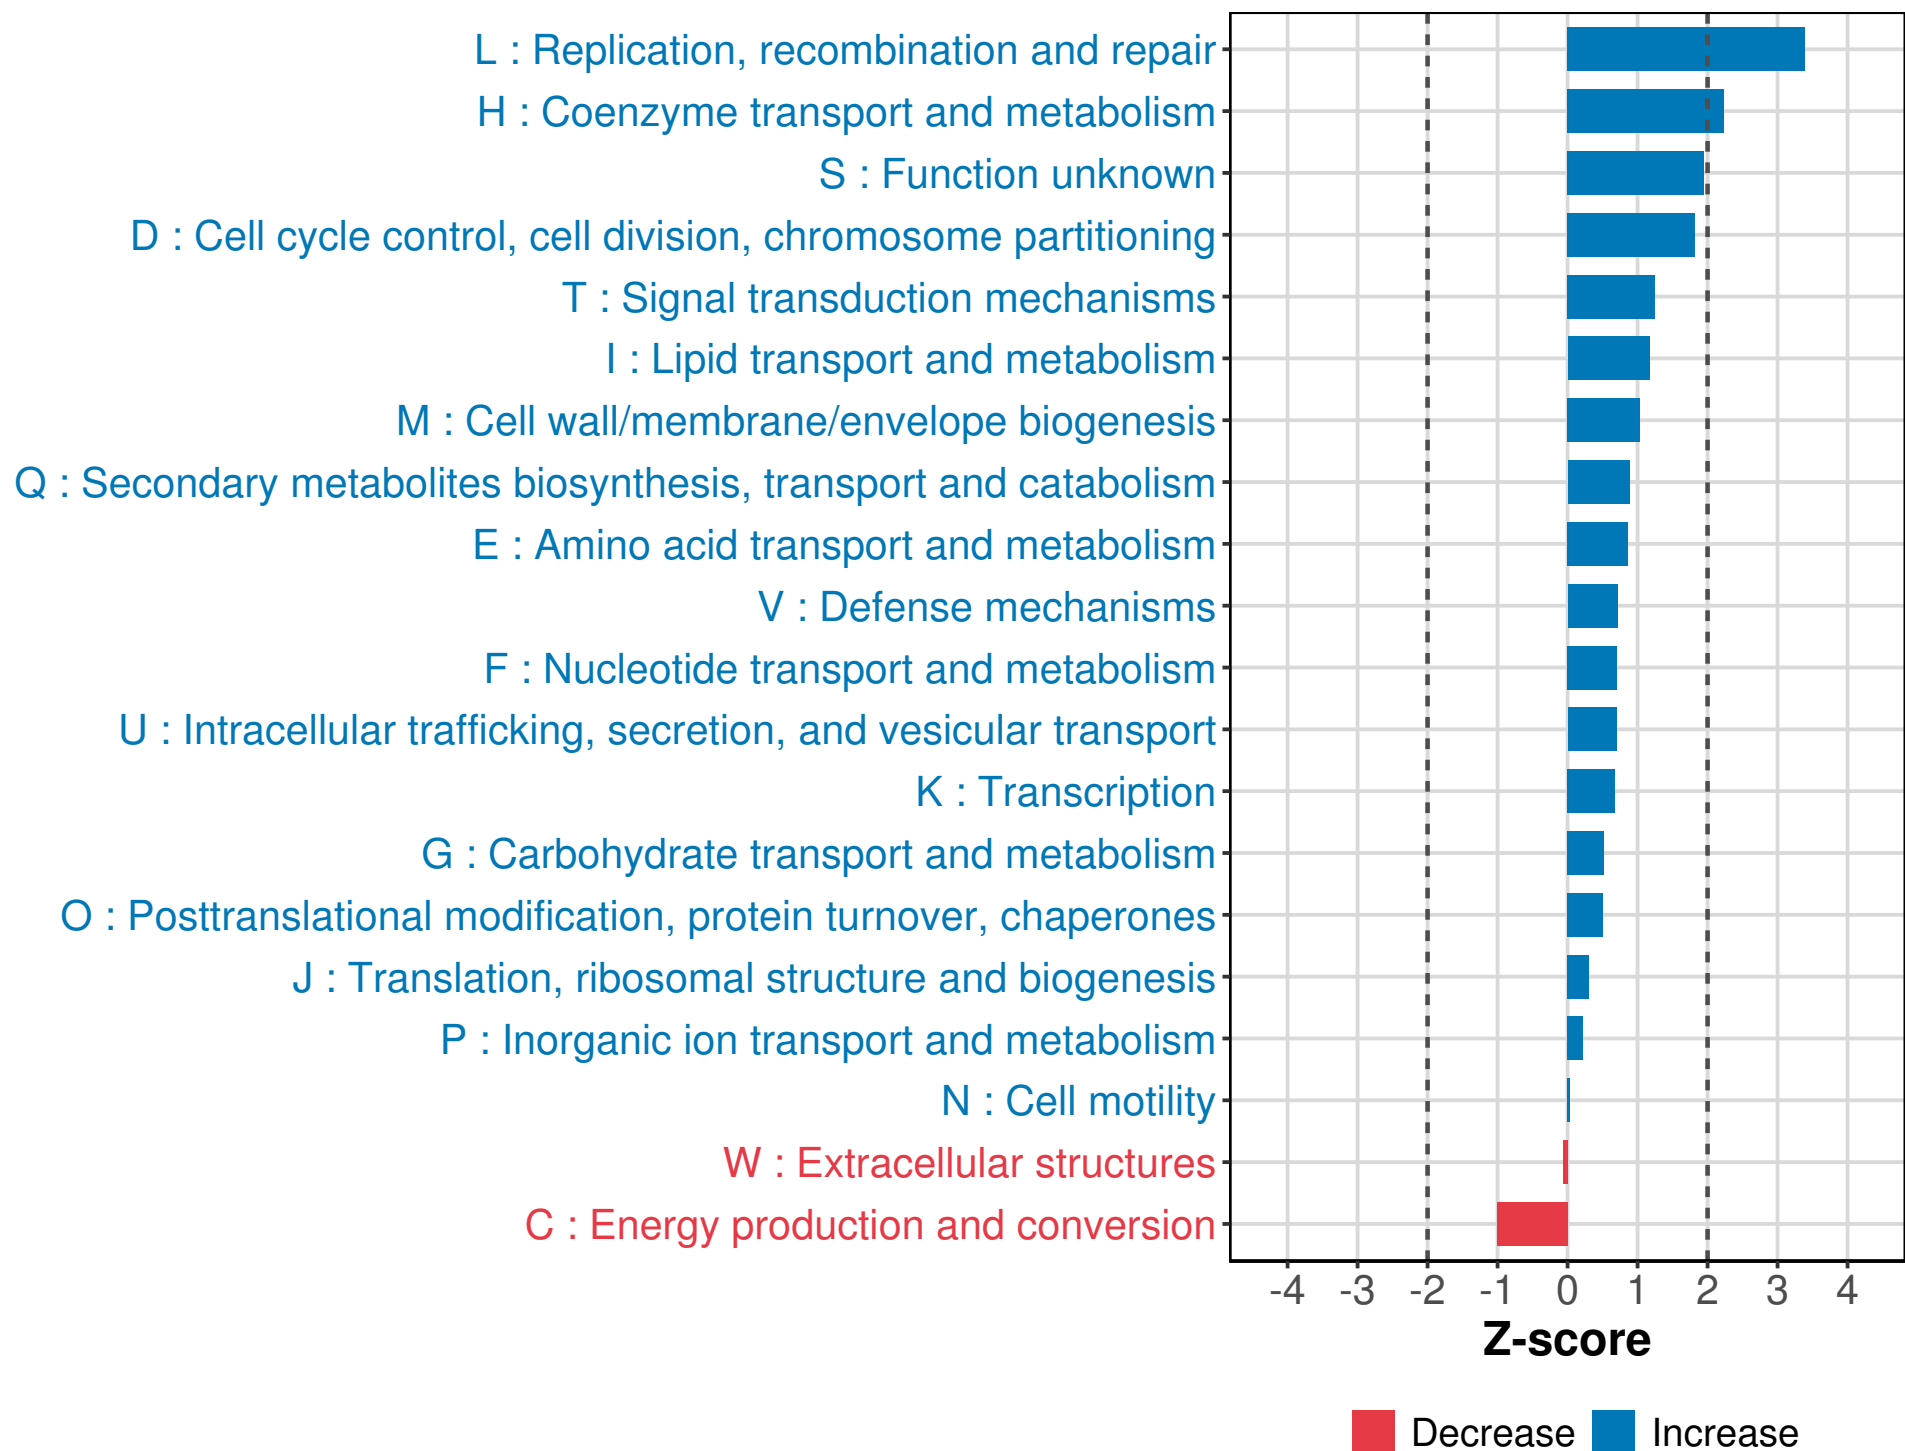 L : Replication, recombination and repair
H : Coenzyme transport and metabolism
S : Function unknown
D : Cell cycle control, cell division, chromosome partitioning
T : Signal transduction mechanisms
I : Lipid transport and metabolism
M : Cell wall/membrane/envelope biogenesis
Q : Secondary metabolites biosynthesis, transport and catabolism
E : Amino acid transport and metabolism
V : Defense mechanisms
F : Nucleotide transport and metabolism
U : Intracellular trafficking, secretion, and vesicular transport
K : Transcription
G : Carbohydrate transport and metabolism
O : Posttranslational modification, protein turnover, chaperones
J : Translation, ribosomal structure and biogenesis
P : Inorganic ion transport and metabolism
N : Cell motility
W : Extracellular structures
C : Energy production and conversion
-4 -3 -2 -1 0 1 2 3 4
Z-score
Decrease Increase